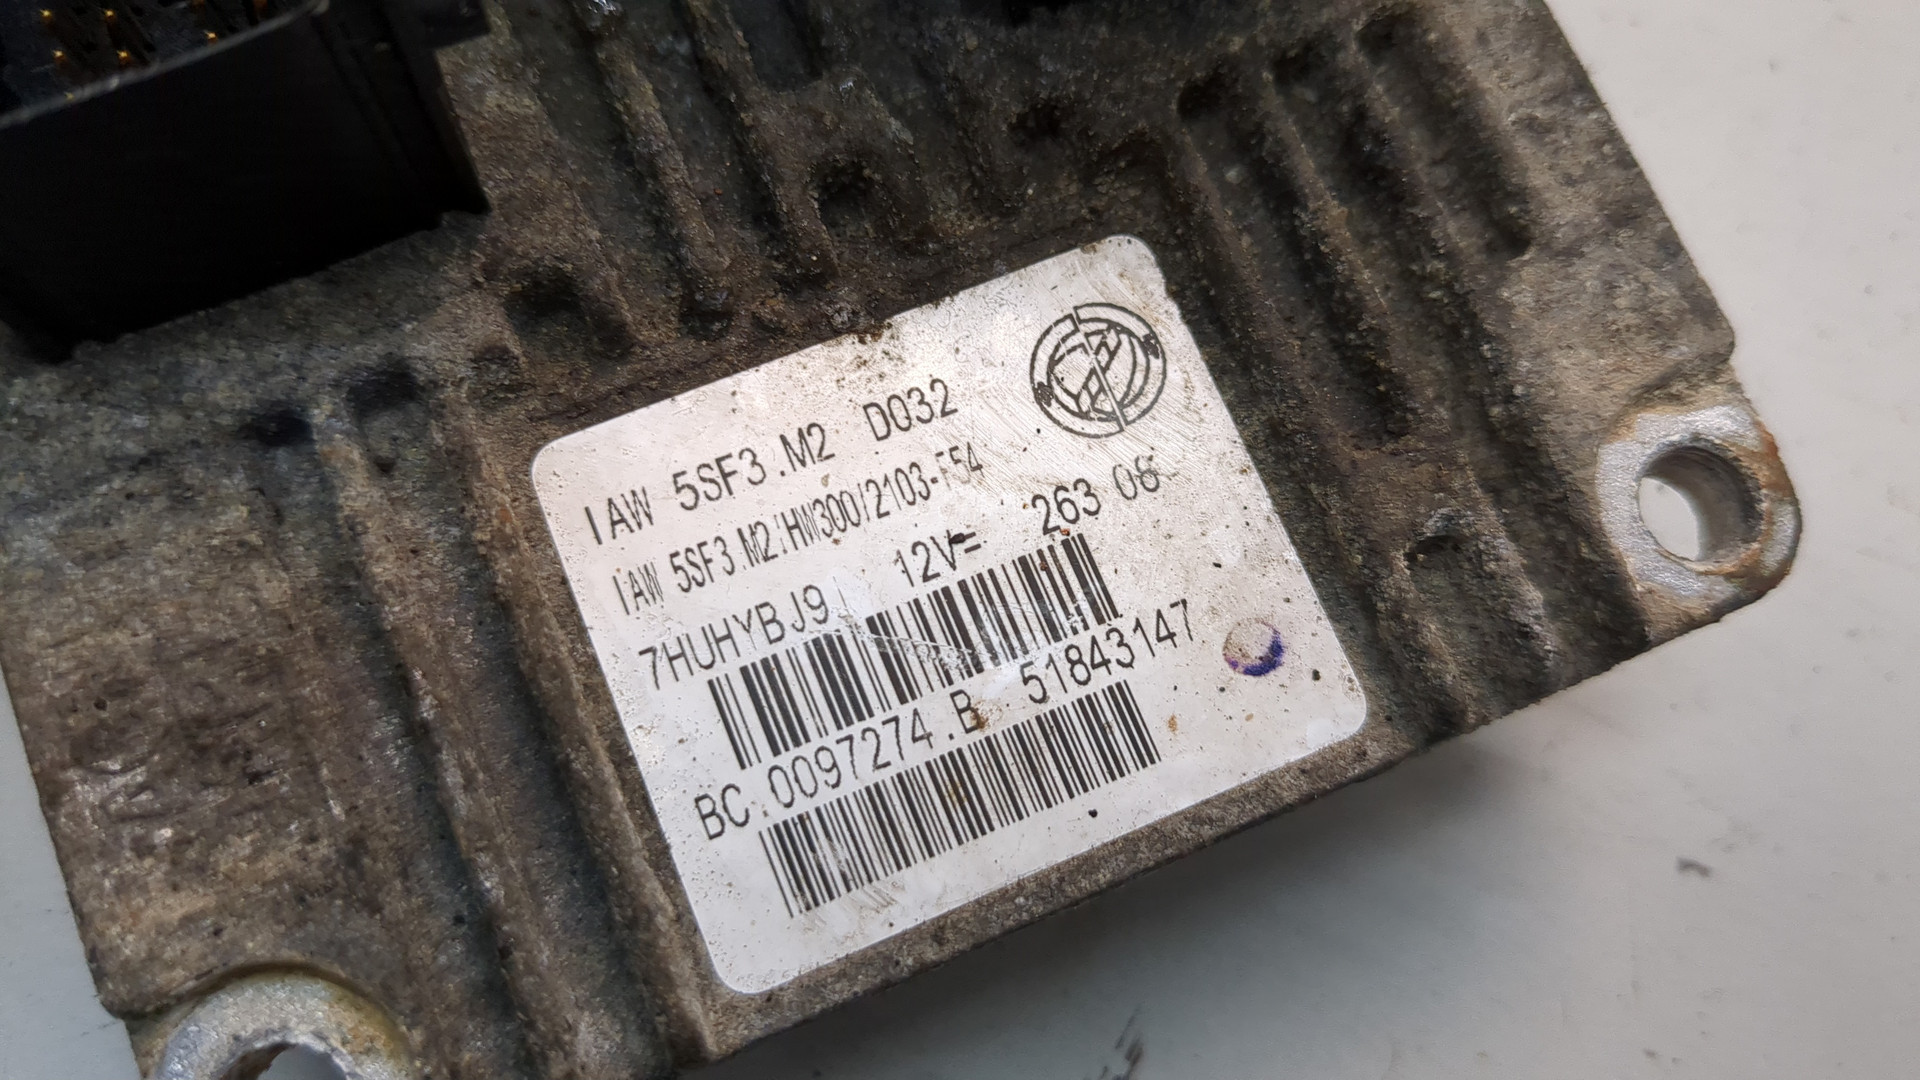 IAW 5SF3.M2 D032
IAW 5SF3.M2/HW300/2103-F54
7HUHYBJ9 12V= 263 08
BC.0097274.B 51843147